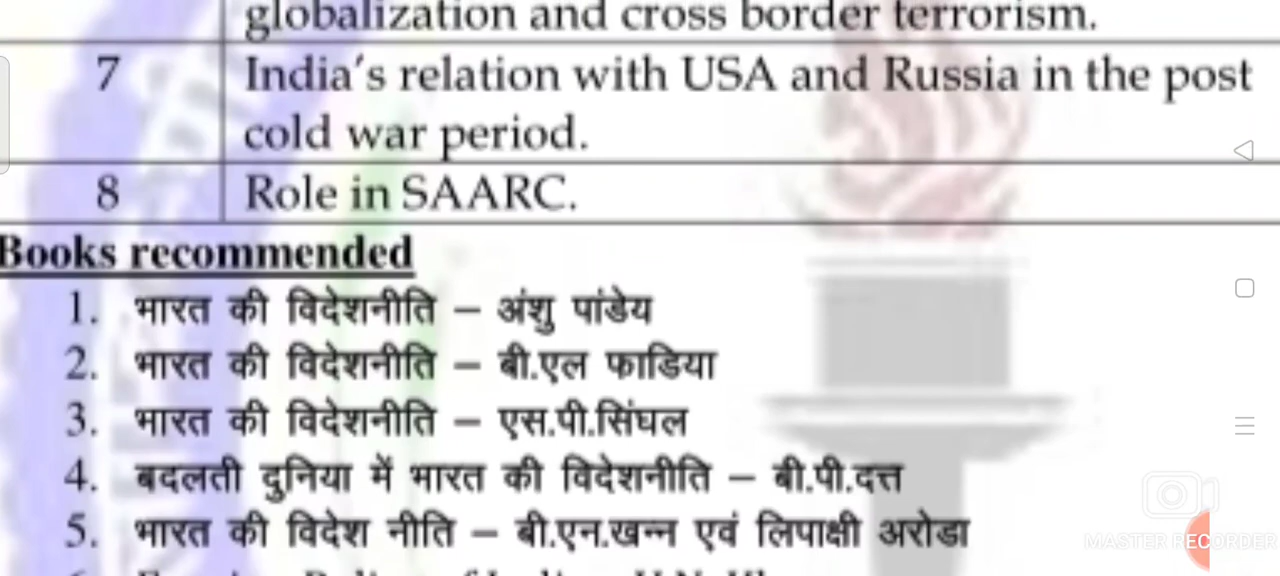 globalization and cross border terrorism.
7 India's relation with USA and Russia in the post
cold war period.
8 Role in SAARC.
Books recommended
1. भारत की विदेशनीति – अंशु पांडेय
2. भारत की विदेशनीति – बी.एल फाडिया
3. भारत की विदेशनीति – एस.पी.सिंघल
4. बदलती दुनिया में भारत की विदेशनीति – बी.पी.दत्त
5. भारत की विदेश नीति – बी.एन.खन्न एवं लिपाक्षी अरोडा
MASTER RECORDER